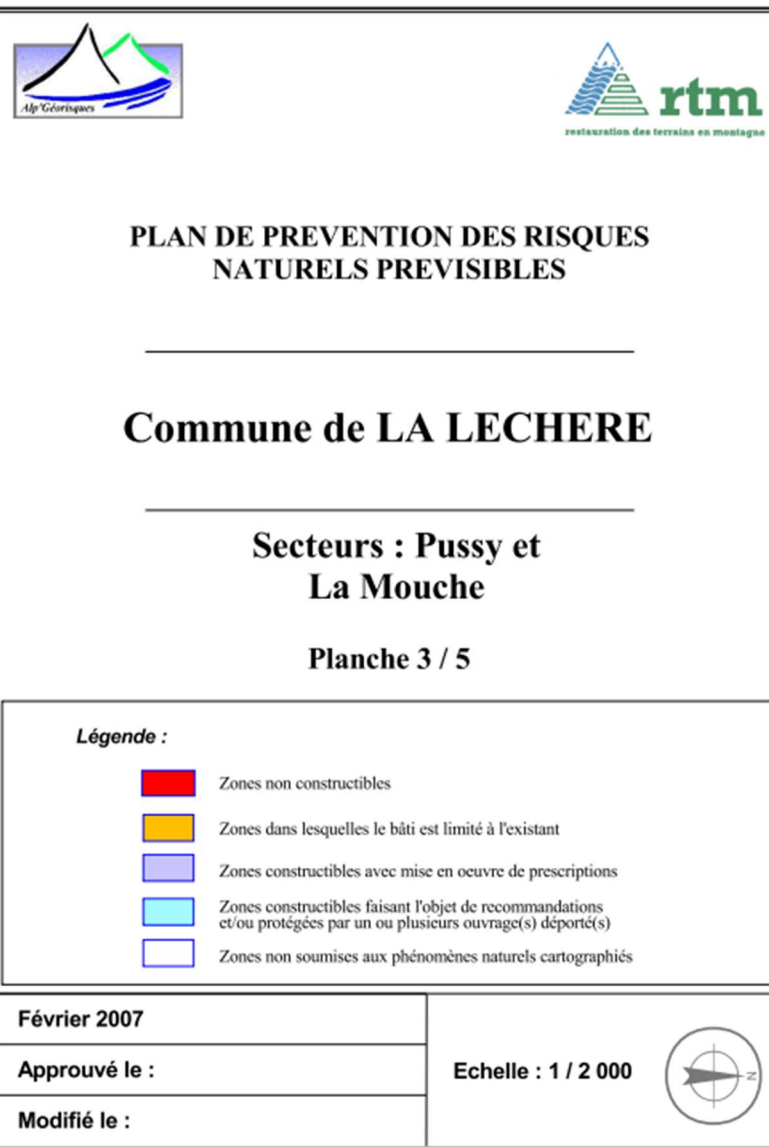 Alp'Géorisques
rtm
restauration des terrains en montagne
PLAN DE PREVENTION DES RISQUES
NATURELS PREVISIBLES
Commune de LA LECHERE
Secteurs : Pussy et
La Mouche
Planche 3 / 5
Légende :
Zones non constructibles
Zones dans lesquelles le bâti est limité à l'existant
Zones constructibles avec mise en oeuvre de prescriptions
Zones constructibles faisant l'objet de recommandations
et/ou protégées par un ou plusieurs ouvrage(s) déporté(s)
Zones non soumises aux phénomènes naturels cartographiés
Février 2007
Approuvé le :
Modifié le :
Echelle : 1 / 2 000
N